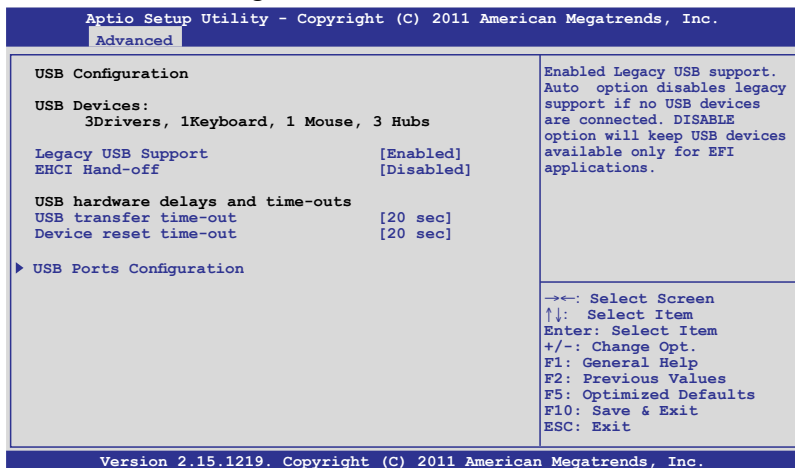 Aptio Setup Utility - Copyright (C) 2011 American Megatrends, Inc.
Advanced
USB Configuration
USB Devices:
3Drivers, 1Keyboard, 1 Mouse, 3 Hubs
Legacy USB Support [Enabled]
EHCI Hand-off [Disabled]
USB hardware delays and time-outs
USB transfer time-out [20 sec]
Device reset time-out [20 sec]
USB Ports Configuration
Enabled Legacy USB support.
Auto option disables legacy
support if no USB devices
are connected. DISABLE
option will keep USB devices
available only for EFI
applications.
→←: Select Screen
↑↓: Select Item
Enter: Select Item
+/-: Change Opt.
F1: General Help
F2: Previous Values
F5: Optimized Defaults
F10: Save & Exit
ESC: Exit
Version 2.15.1219. Copyright (C) 2011 American Megatrends, Inc.